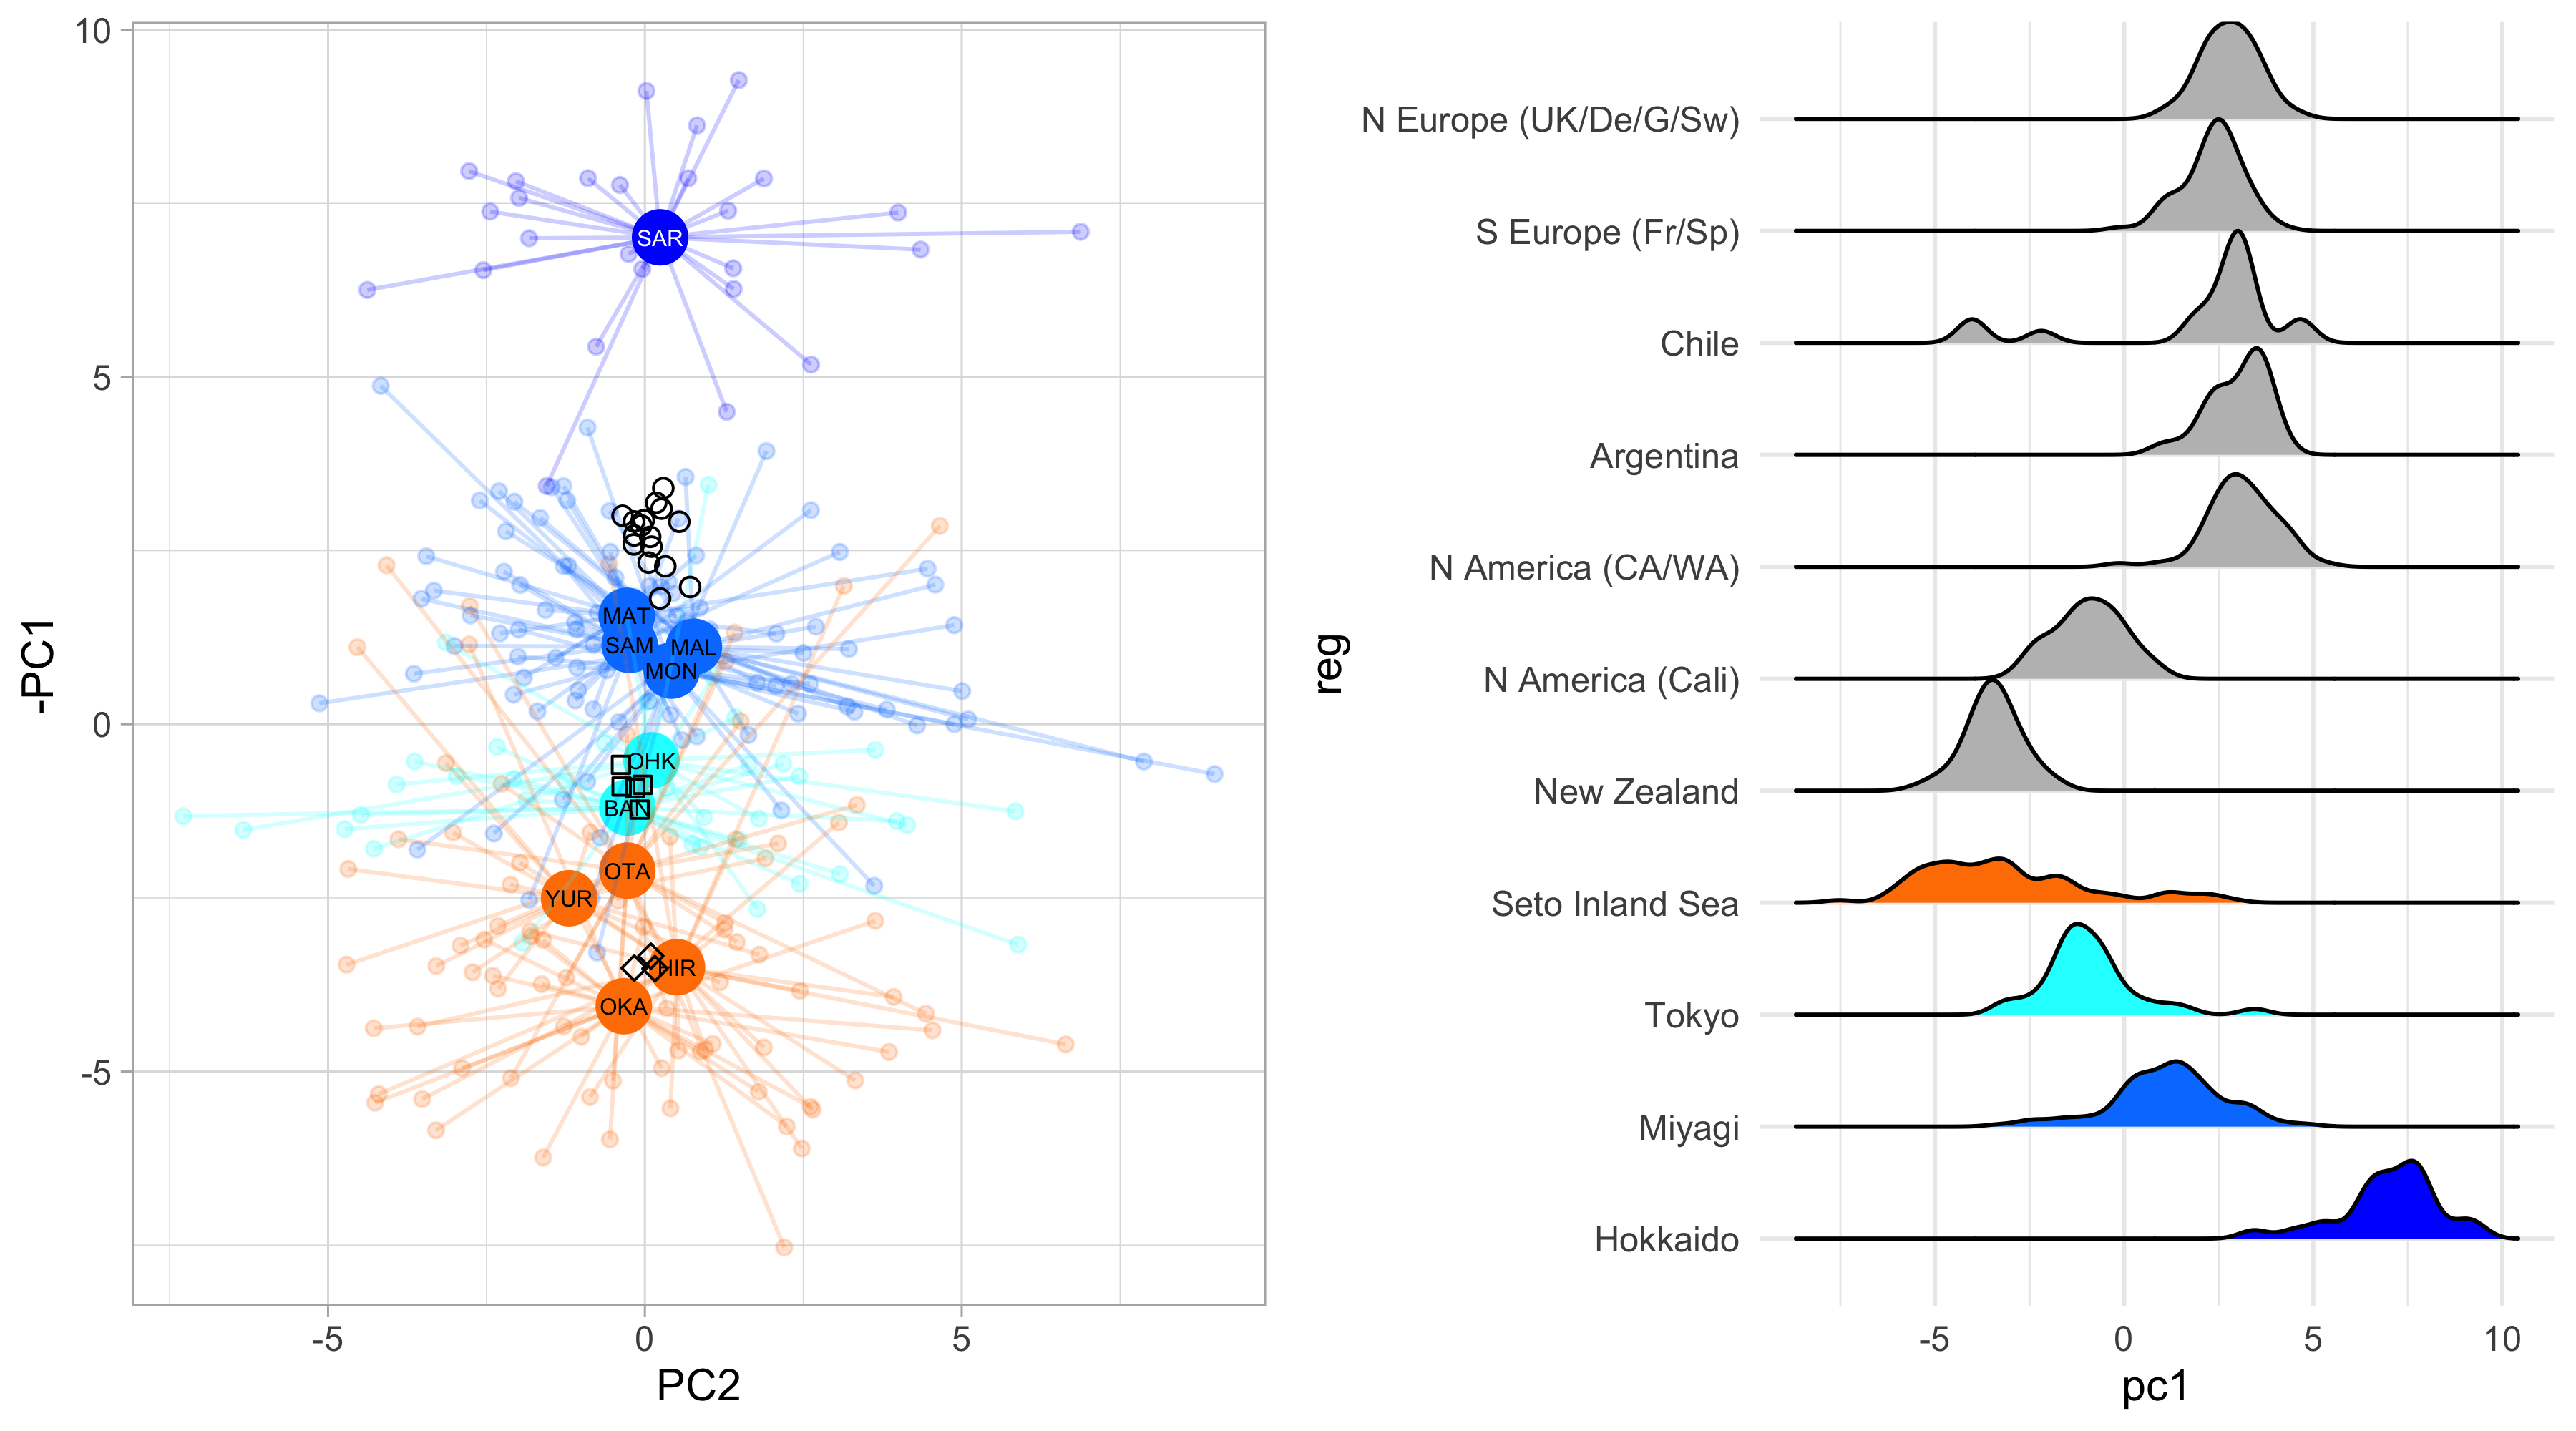 10
5
0
-5
-PC1
SAR
MAT
SAM
MAL
MON
OHK
BAN
OTA
YUR
HIR
OKA
-5
0
5
PC2
reg
N Europe (UK/De/G/Sw)
S Europe (Fr/Sp)
Chile
Argentina
N America (CA/WA)
N America (Cali)
New Zealand
Seto Inland Sea
Tokyo
Miyagi
Hokkaido
-5
0
5
10
pc1